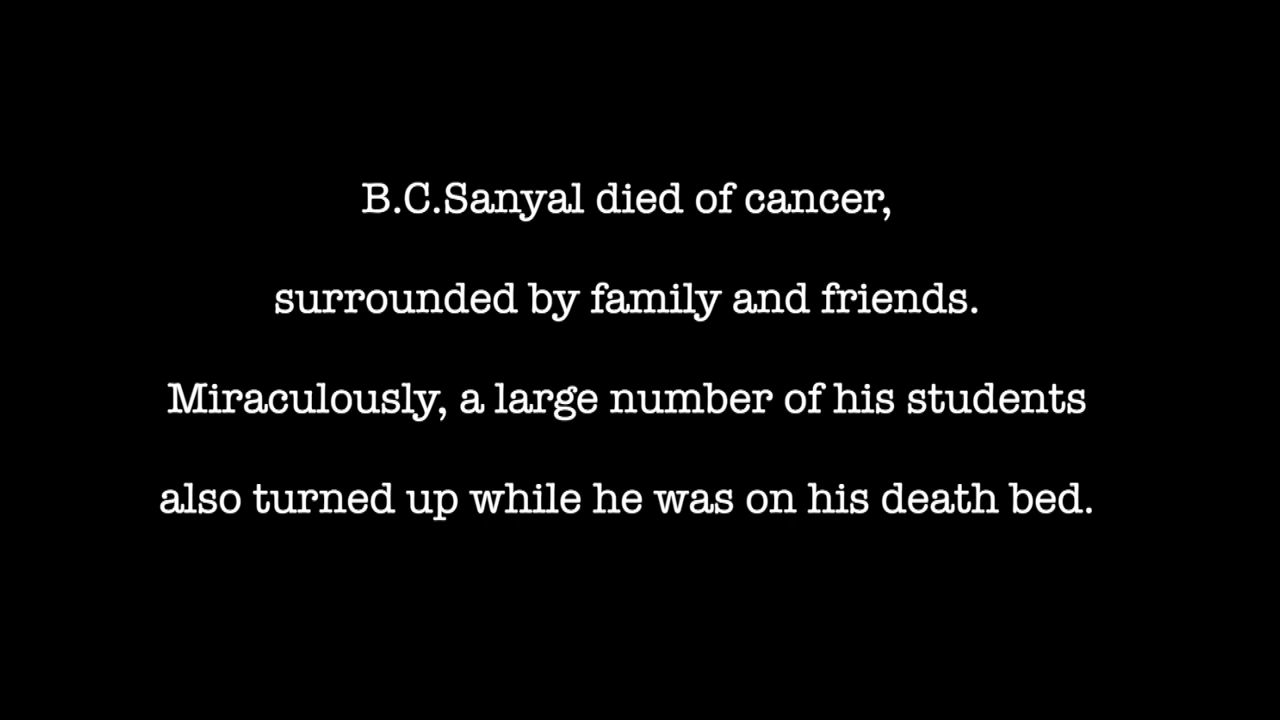 B.C.Sanyal died of cancer,
surrounded by family and friends.
Miraculously, a large number of his students
also turned up while he was on his death bed.